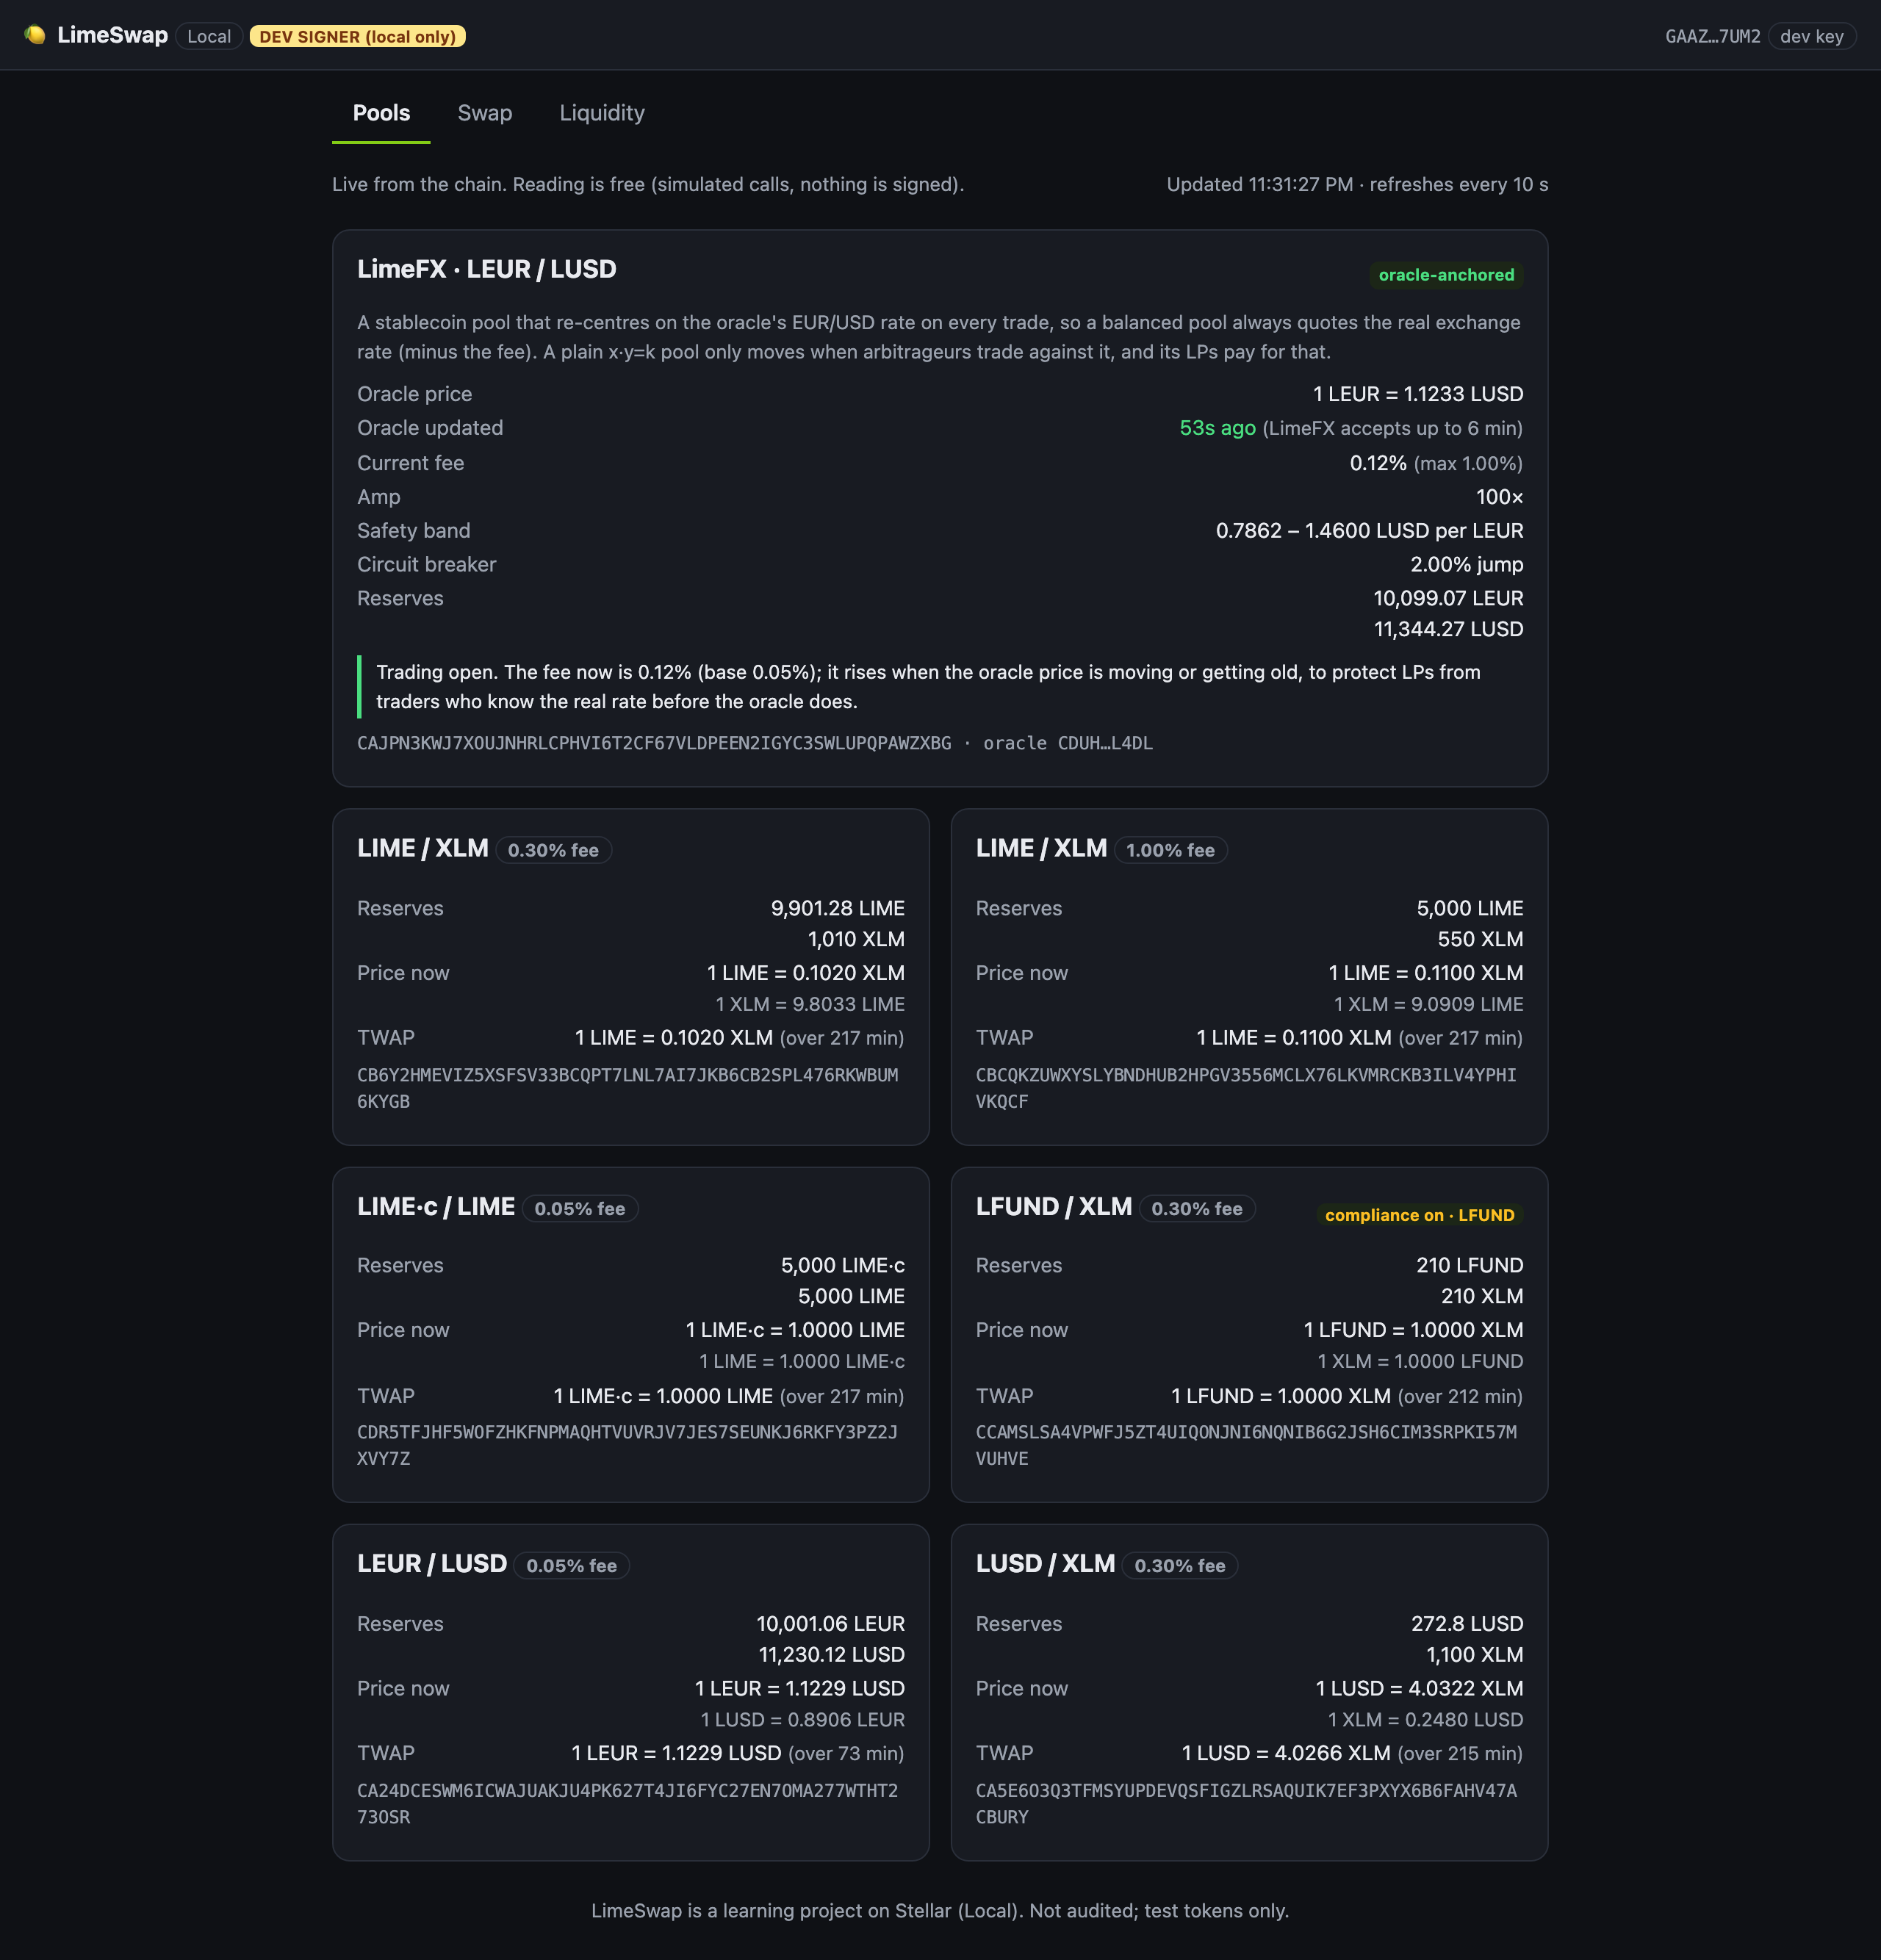 LimeSwap Local DEV SIGNER (local only) GAAZ…7UM2 dev key
Pools Swap Liquidity
Live from the chain. Reading is free (simulated calls, nothing is signed). Updated 11:31:27 PM · refreshes every 10 s
LimeFX · LEUR / LUSD oracle-anchored
A stablecoin pool that re-centres on the oracle's EUR/USD rate on every trade, so a balanced pool always quotes the real exchange
rate (minus the fee). A plain x·y=k pool only moves when arbitrageurs trade against it, and its LPs pay for that.
Oracle price 1 LEUR = 1.1233 LUSD
Oracle updated 53s ago (LimeFX accepts up to 6 min)
Current fee 0.12% (max 1.00%)
Amp 100×
Safety band 0.7862 – 1.4600 LUSD per LEUR
Circuit breaker 2.00% jump
Reserves 10,099.07 LEUR
11,344.27 LUSD
Trading open. The fee now is 0.12% (base 0.05%); it rises when the oracle price is moving or getting old, to protect LPs from
traders who know the real rate before the oracle does.
CAJPN3KWJ7XOUJNHRLCPHVI6T2CF67VLDPEEN2IGYC3SWLUPQPAWZXBG · oracle CDUH…L4DL
LIME / XLM 0.30% fee
Reserves 9,901.28 LIME
1,010 XLM
Price now 1 LIME = 0.1020 XLM
1 XLM = 9.8033 LIME
TWAP 1 LIME = 0.1020 XLM (over 217 min)
CB6Y2HMEVIZ5XSFSV33BCQPT7LNL7AI7JKB6CB2SPL476RKWBUM
6KYGB
LIME / XLM 1.00% fee
Reserves 5,000 LIME
550 XLM
Price now 1 LIME = 0.1100 XLM
1 XLM = 9.0909 LIME
TWAP 1 LIME = 0.1100 XLM (over 217 min)
CBCQKZUWXYSLYBNDHUB2HPGV3556MCLX76LKVMRCKB3ILV4YPHI
VKQCF
LIME·c / LIME 0.05% fee
Reserves 5,000 LIME·c
5,000 LIME
Price now 1 LIME·c = 1.0000 LIME
1 LIME = 1.0000 LIME·c
TWAP 1 LIME·c = 1.0000 LIME (over 217 min)
CDR5TFJHF5WOFZHKFNPMAQHTVUVRJV7JES7SEUNKJ6RKFY3PZ2J
XVY7Z
LFUND / XLM 0.30% fee compliance on · LFUND
Reserves 210 LFUND
210 XLM
Price now 1 LFUND = 1.0000 XLM
1 XLM = 1.0000 LFUND
TWAP 1 LFUND = 1.0000 XLM (over 212 min)
CCAMSLSA4VPWFJ5ZT4UIQONJNI6NQNIB6G2JSH6CIM3SRPKI57M
VUHVE
LEUR / LUSD 0.05% fee
Reserves 10,001.06 LEUR
11,230.12 LUSD
Price now 1 LEUR = 1.1229 LUSD
1 LUSD = 0.8906 LEUR
TWAP 1 LEUR = 1.1229 LUSD (over 73 min)
CA24DCESWM6ICWAJUAKJU4PK627T4JI6FYC27EN7OMA277WTHT2
73OSR
LUSD / XLM 0.30% fee
Reserves 272.8 LUSD
1,100 XLM
Price now 1 LUSD = 4.0322 XLM
1 XLM = 0.2480 LUSD
TWAP 1 LUSD = 4.0266 XLM (over 215 min)
CA5E6O3Q3TFMSYUPDEVQSFIGZLRSAQUIK7EF3PXYX6B6FAHV47A
CBURY
LimeSwap is a learning project on Stellar (Local). Not audited; test tokens only.